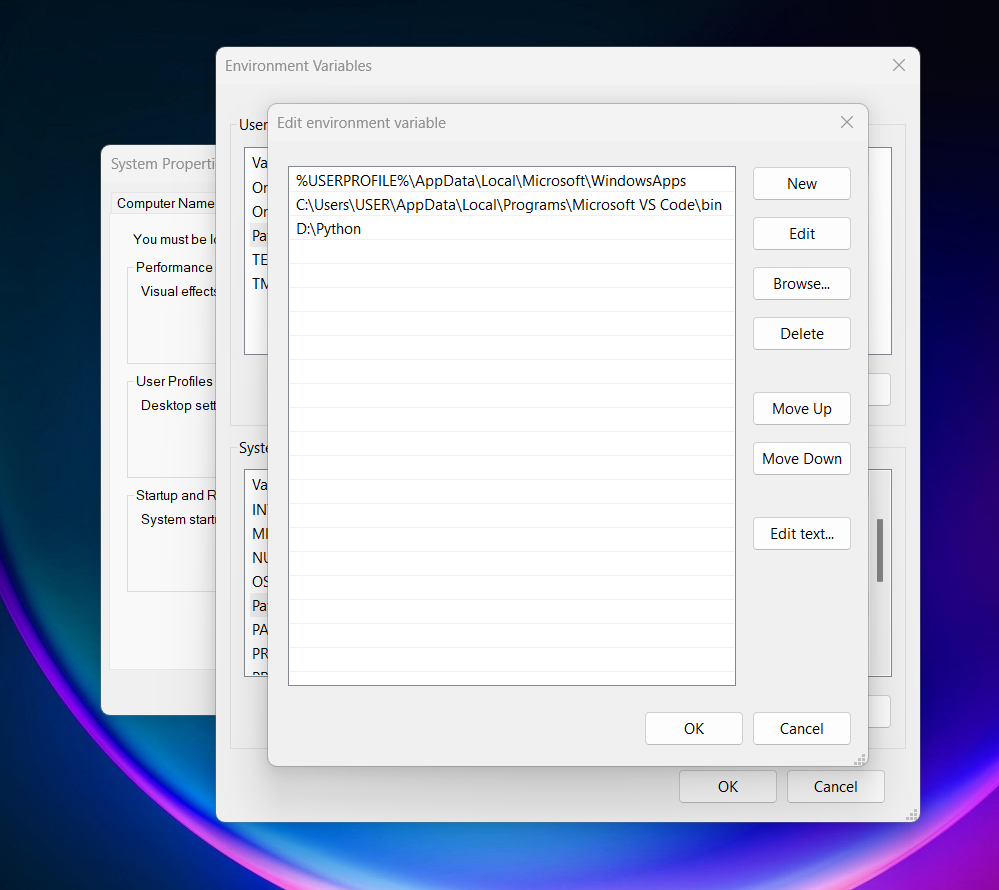 Environment Variables
Edit environment variable
User
System Properti
Computer Name
You must be lo
Performance
Visual effects
User Profiles
Desktop sett
Startup and R
System startu
Va
On
On
Pa
TE
TM
Syste
Va
MI
NU
OS
Pa
PA
PR
%USERPROFILE%\AppData\Local\Microsoft\WindowsApps
C:\Users\USER\AppData\Local\Programs\Microsoft VS Code\bin
D:\Python
New
Edit
Browse...
Delete
Move Up
Move Down
Edit text...
OK
Cancel
OK
Cancel